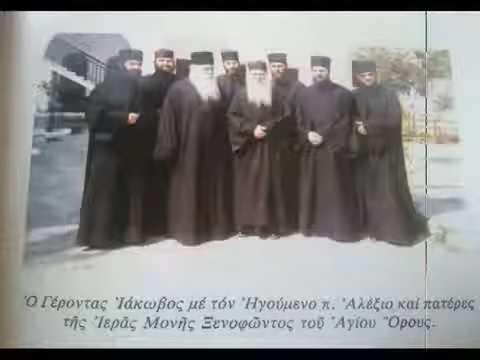 Ὁ Γέροντας Ἰάκωβος μέ τόν Ἡγούμενο π. Ἀλέξιο καί πατέρες
τῆς Ἱερᾶς Μονῆς Ξενοφῶντος τοῦ Ἁγίου Ὄρους.